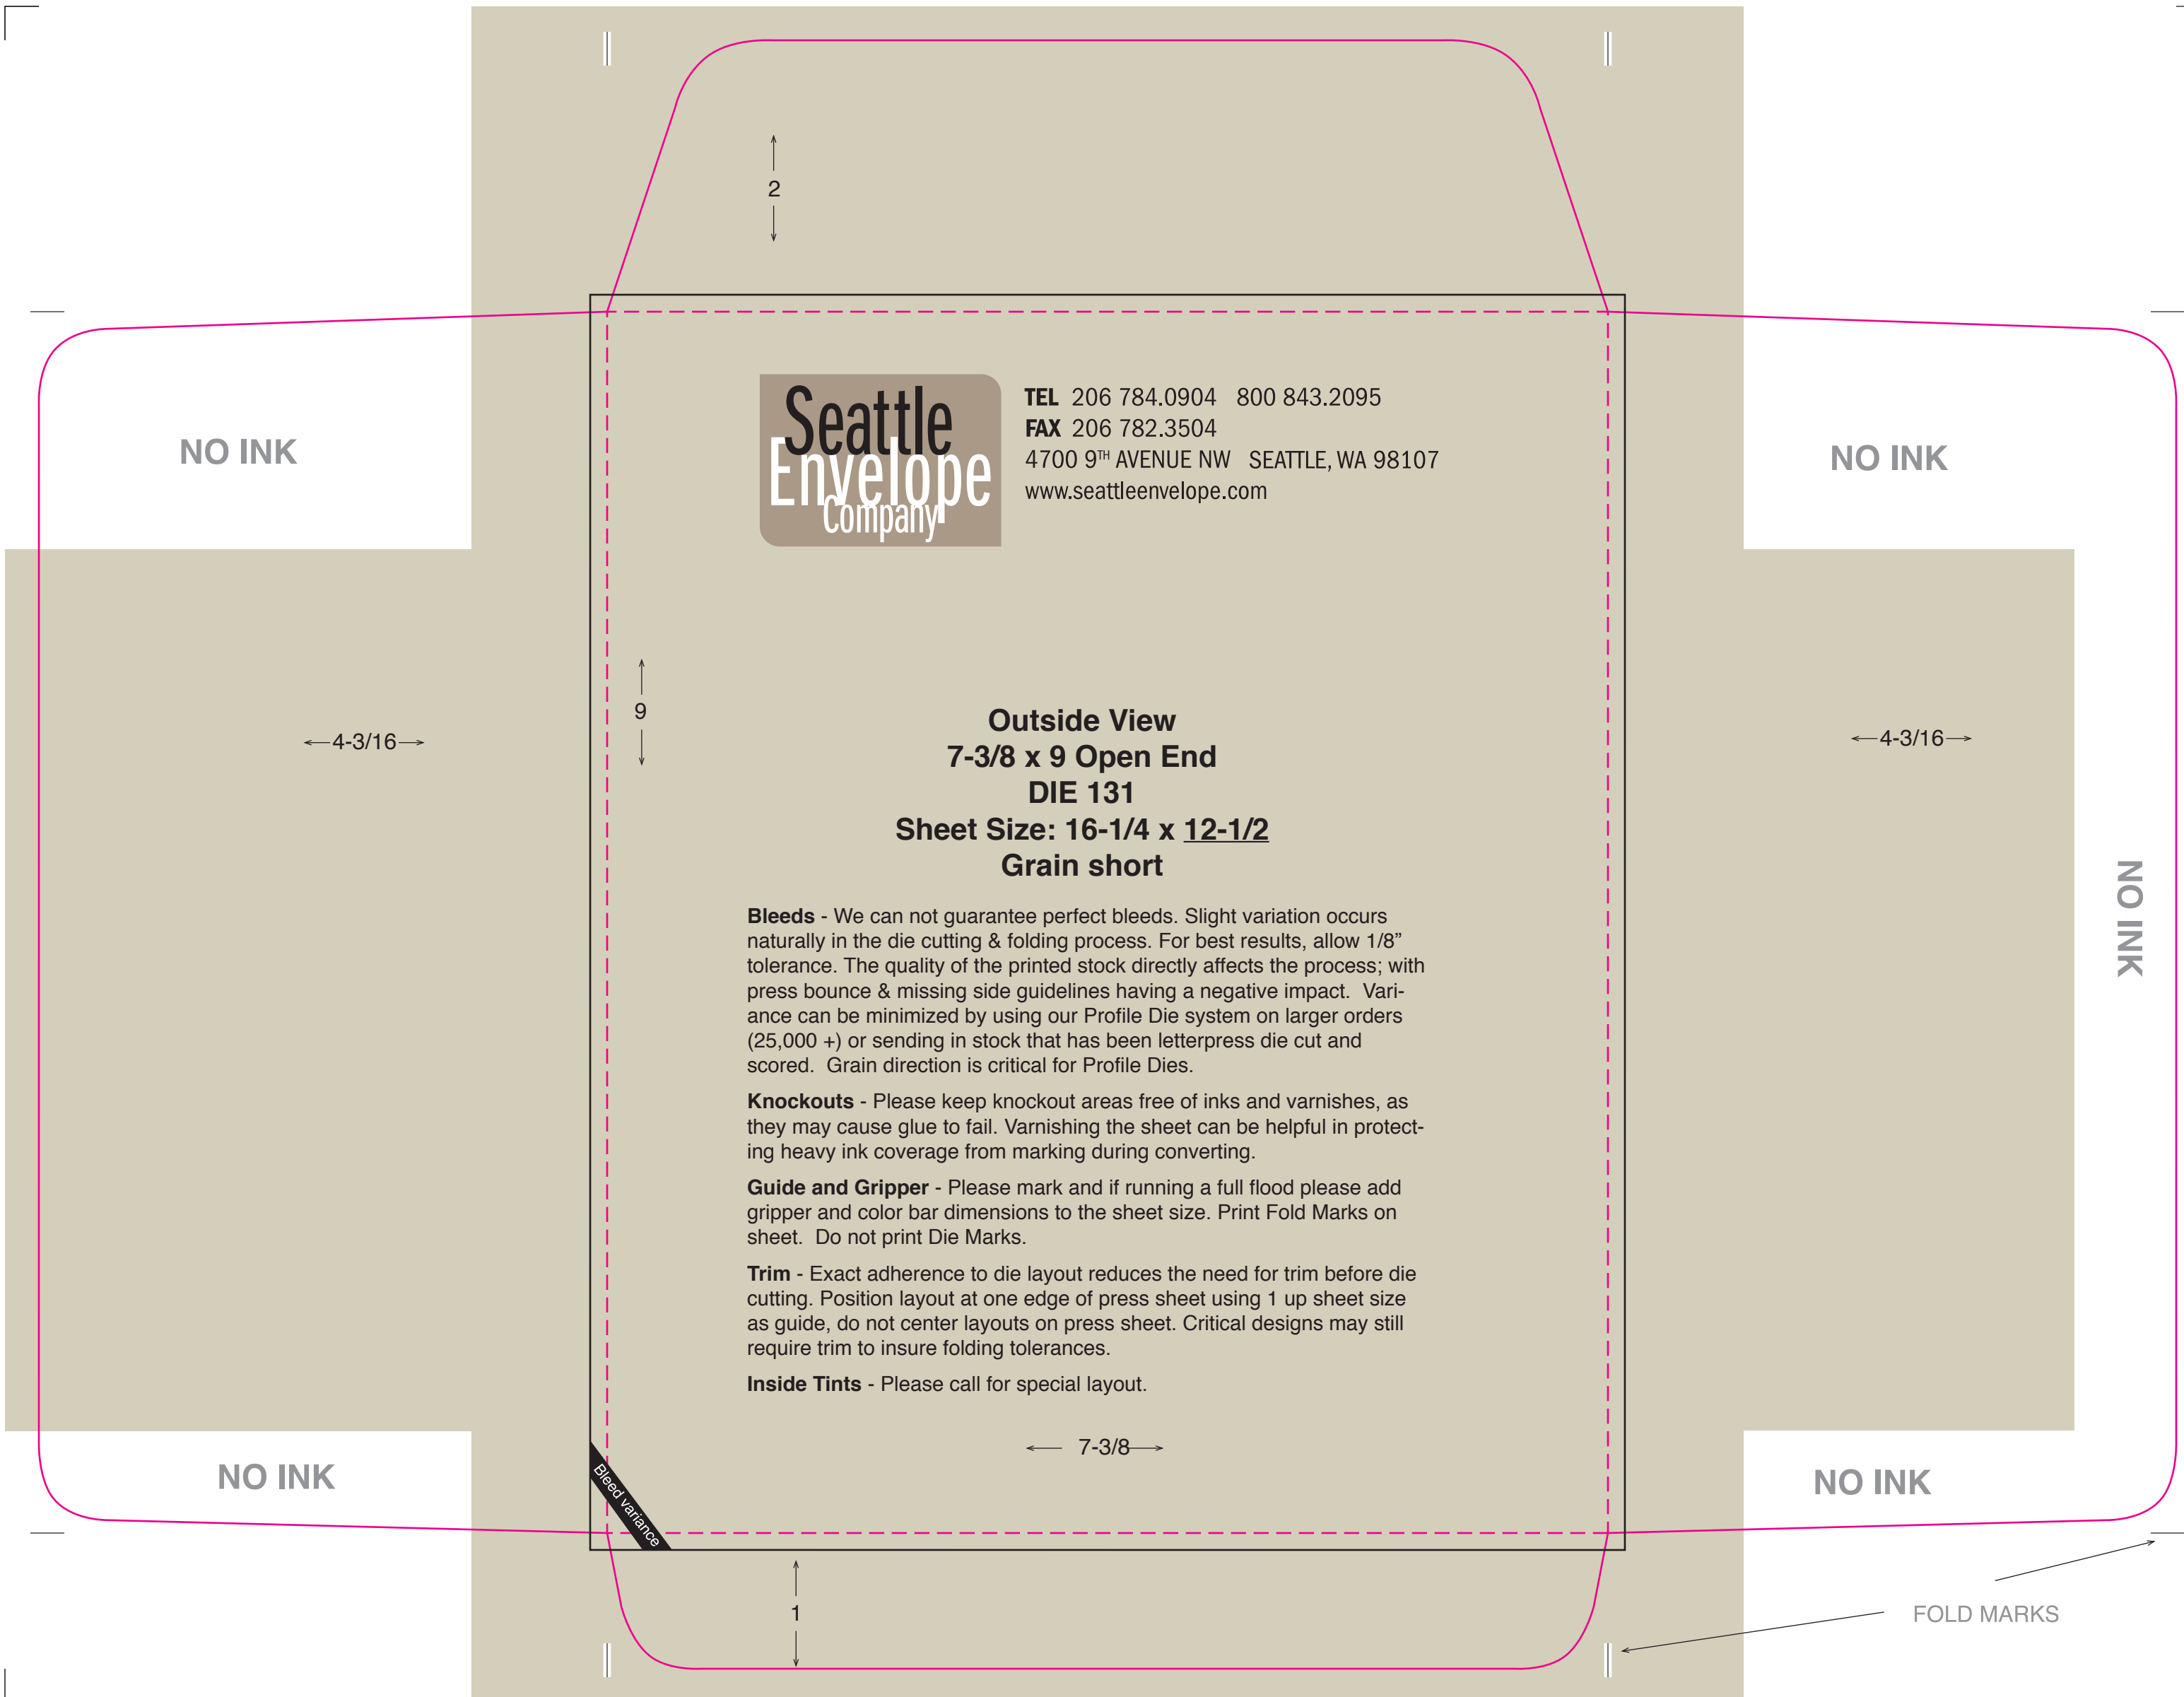 2
Seattle
Envelope
Company
TEL 206 784.0904 800 843.2095
FAX 206 782.3504
4700 9TH AVENUE NW SEATTLE, WA 98107
www.seattleenvelope.com
NO INK
NO INK
9
4-3/16
4-3/16
Outside View
7-3/8 x 9 Open End
DIE 131
Sheet Size: 16-1/4 x 12-1/2
Grain short
NO INK
Bleeds - We can not guarantee perfect bleeds. Slight variation occurs
naturally in the die cutting & folding process. For best results, allow 1/8”
tolerance. The quality of the printed stock directly affects the process; with
press bounce & missing side guidelines having a negative impact.  Vari-
ance can be minimized by using our Profile Die system on larger orders
(25,000 +) or sending in stock that has been letterpress die cut and
scored.  Grain direction is critical for Profile Dies.
Knockouts - Please keep knockout areas free of inks and varnishes, as
they may cause glue to fail. Varnishing the sheet can be helpful in protect-
ing heavy ink coverage from marking during converting.
Guide and Gripper - Please mark and if running a full flood please add
gripper and color bar dimensions to the sheet size. Print Fold Marks on
sheet.  Do not print Die Marks.
Trim - Exact adherence to die layout reduces the need for trim before die
cutting. Position layout at one edge of press sheet using 1 up sheet size
as guide, do not center layouts on press sheet. Critical designs may still
require trim to insure folding tolerances.
Inside Tints - Please call for special layout.
7-3/8
NO INK
NO INK
Bleed variance
1
FOLD MARKS